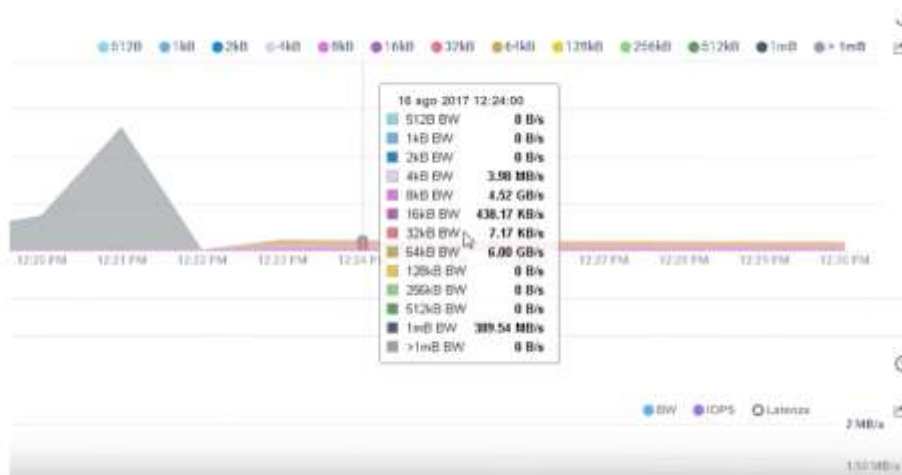 512B 1kB 2kB 4kB 8kB 16kB 32kB 64kB 128kB 256kB 512kB 1mB > 1mB
16 ago 2017 12:24:00
512B BW 0 B/s
1kB BW 0 B/s
2kB BW 0 B/s
4kB BW 3.98 MB/s
8kB BW 4.52 GB/s
16kB BW 438.17 KB/s
32kB BW 7.17 KB/s
64kB BW 6.00 GB/s
128kB BW 0 B/s
256kB BW 0 B/s
512kB BW 0 B/s
1mB BW 389.54 MB/s
>1mB BW 0 B/s
12:20 PM 12:21 PM 12:22 PM 12:23 PM 12:24 P 12:27 PM 12:28 PM 12:29 PM 12:30 PM
BW IOPS Latenza
2 MB/s